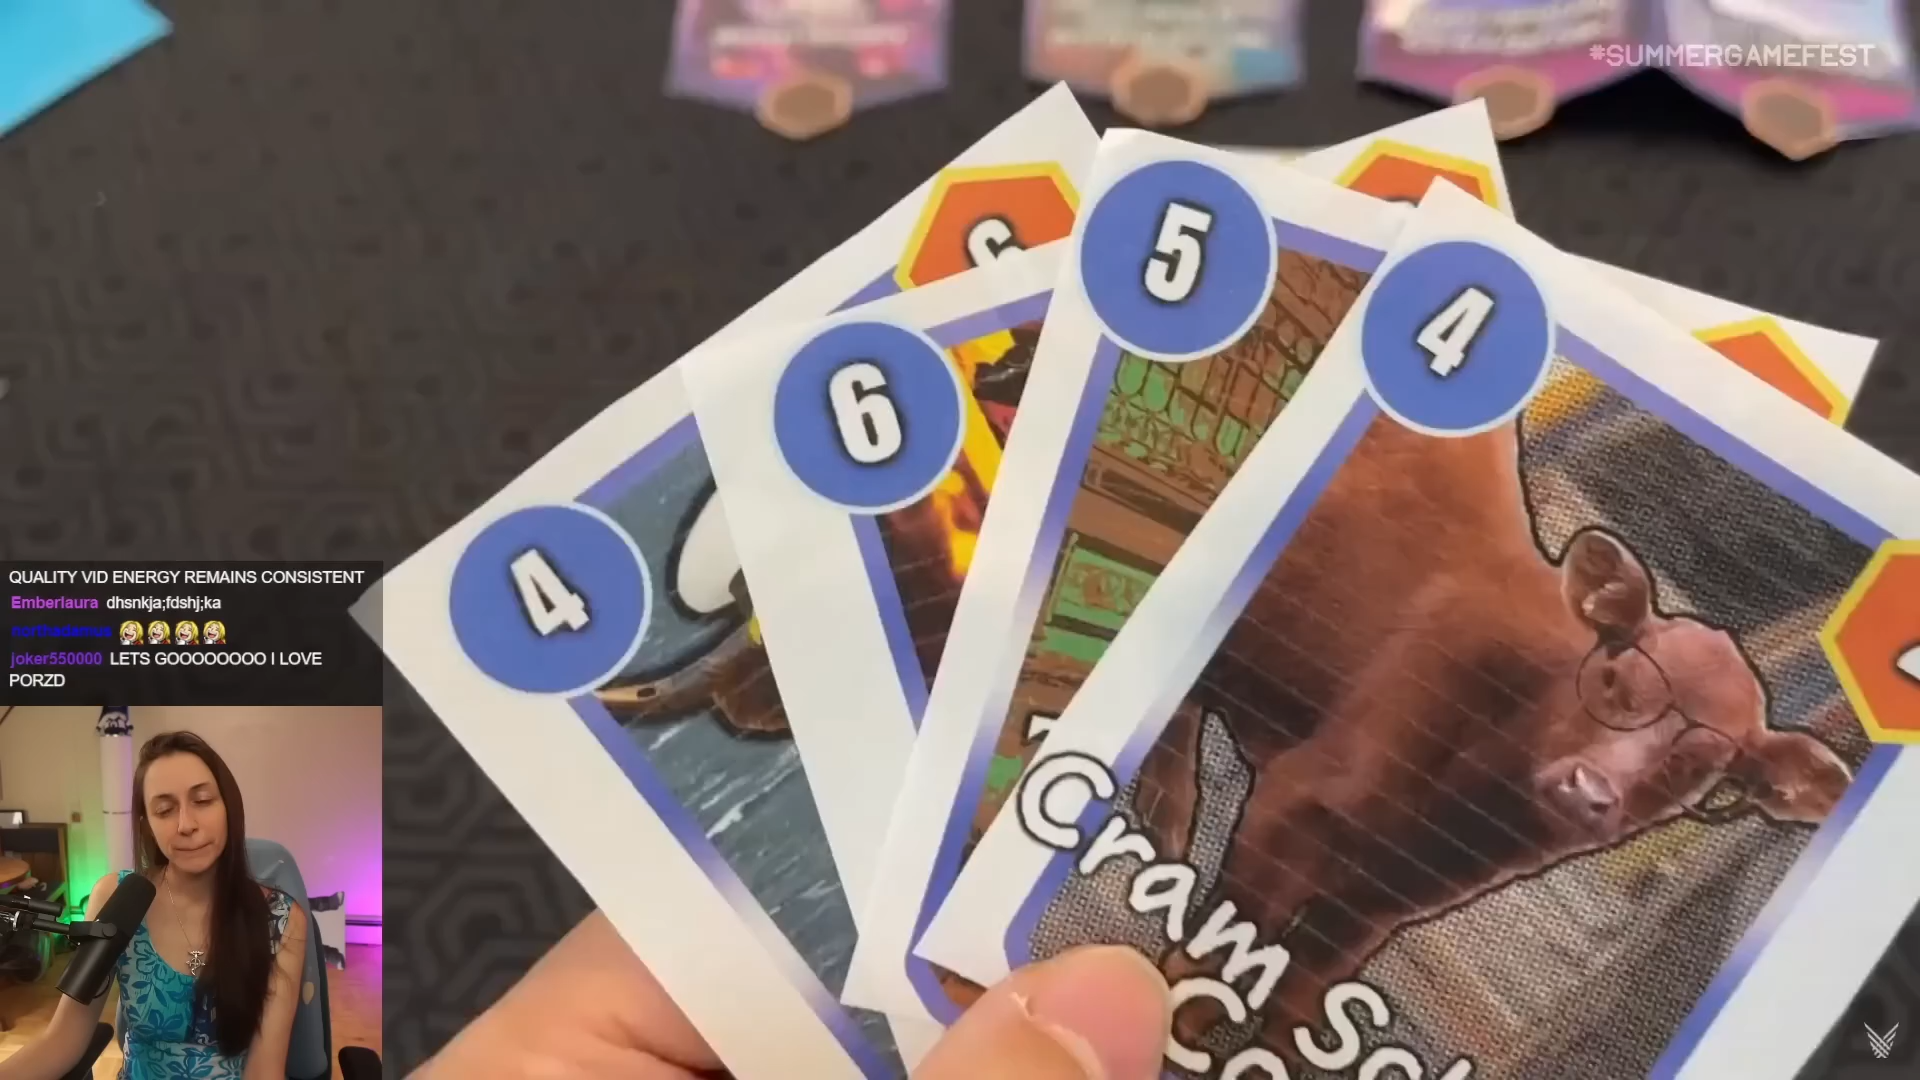 #SUMMERGAMEFEST
6
5
4
6
4
Cram
QUALITY VID ENERGY REMAINS CONSISTENT
Emberlaura dhsnkja;fdshj;ka
northadamus
joker550000 LETS GOOOOOOOO I LOVE
PORZD